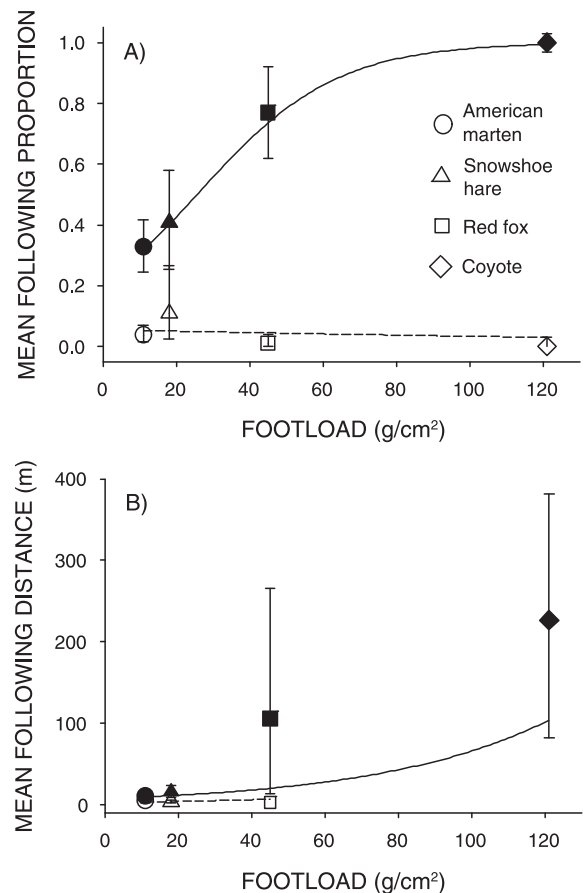 A)
MEAN FOLLOWING PROPORTION
1.0
0.8
0.6
0.4
0.2
0.0
American
marten
Snowshoe
hare
Red fox
Coyote
0 20 40 60 80 100 120
FOOTLOAD (g/cm²)
B)
MEAN FOLLOWING DISTANCE (m)
400
300
200
100
0
0 20 40 60 80 100 120
FOOTLOAD (g/cm²)